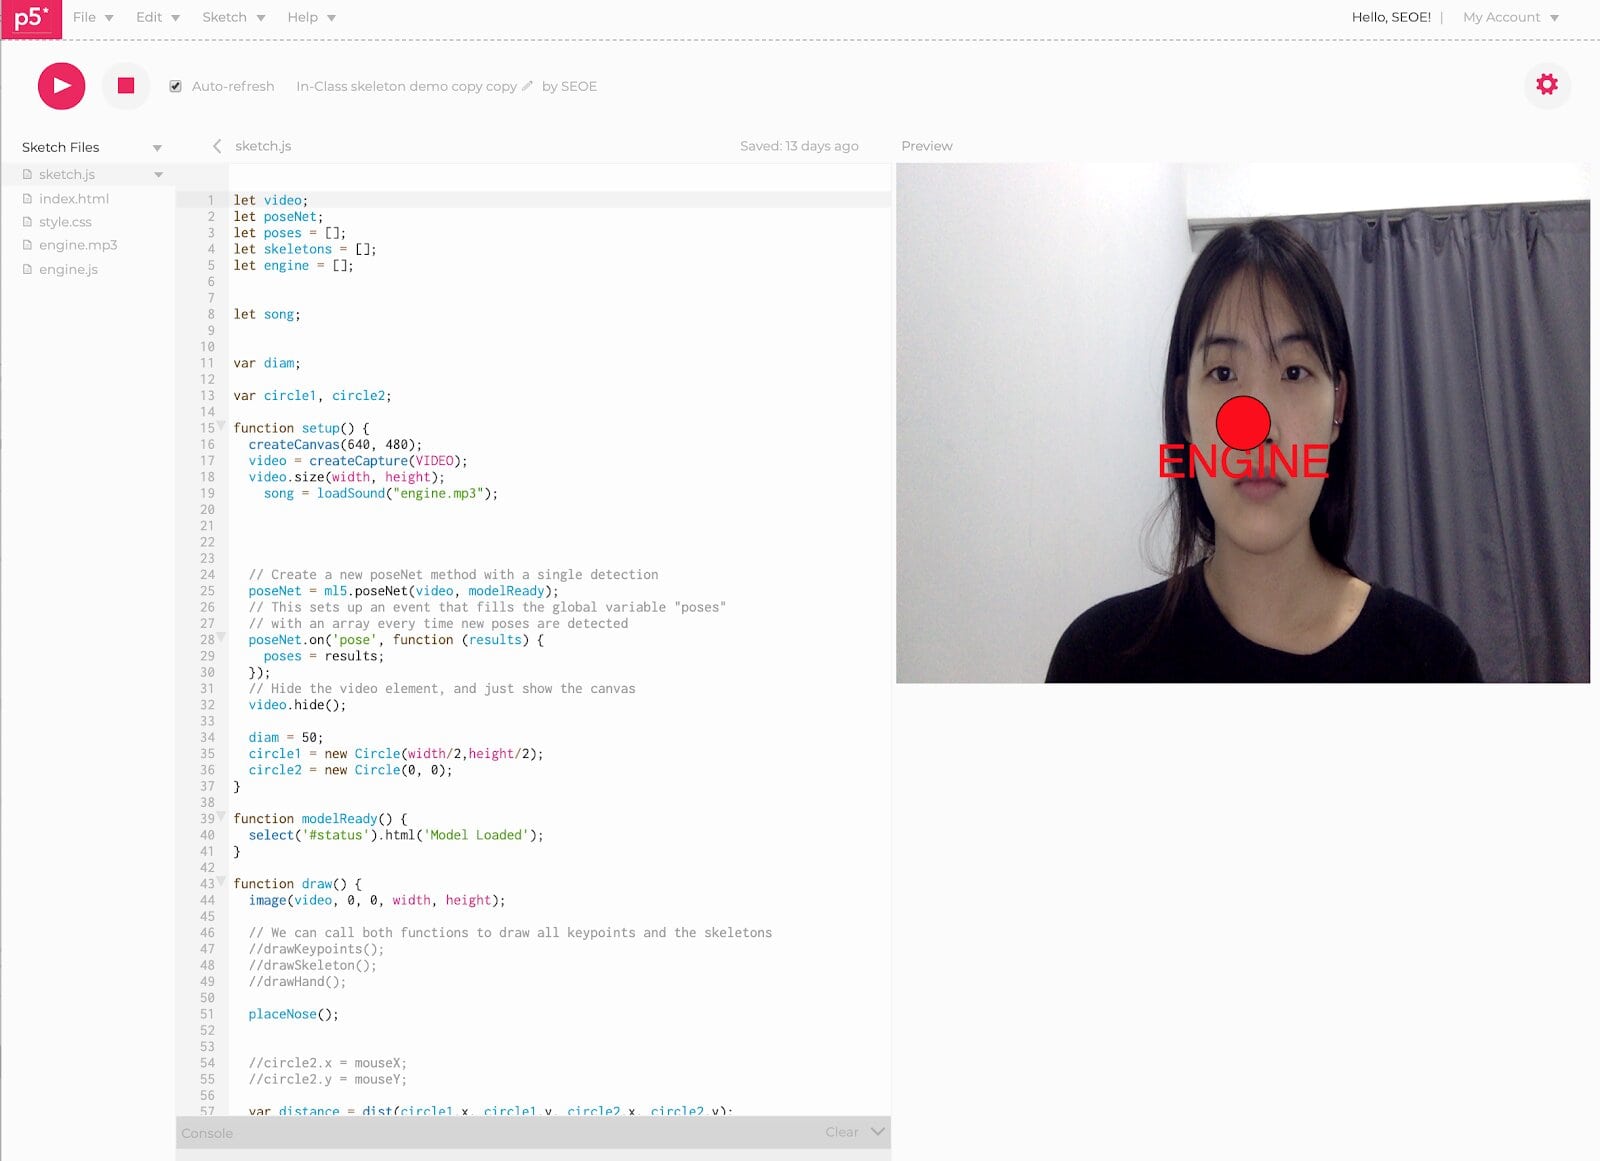 p5*
File Edit Sketch Help
Hello, SEOE! | My Account
Auto-refresh In-Class skeleton demo copy copy by SEOE
Sketch Files
sketch.js
index.html
style.css
engine.mp3
engine.js
sketch.js Saved: 13 days ago
1 let video;
2 let poseNet;
3 let poses = [];
4 let skeletons = [];
5 let engine = [];
6
7
8 let song;
9
10
11 var diam;
12
13 var circle1, circle2;
14
15 function setup() {
16 createCanvas(640, 480);
17 video = createCapture(VIDEO);
18 video.size(width, height);
19 song = loadSound("engine.mp3");
20
21
22
23
24 // Create a new poseNet method with a single detection
25 poseNet = ml5.poseNet(video, modelReady);
26 // This sets up an event that fills the global variable "poses"
27 // with an array every time new poses are detected
28 poseNet.on('pose', function (results) {
29 poses = results;
30 });
31 // Hide the video element, and just show the canvas
32 video.hide();
33
34 diam = 50;
35 circle1 = new Circle(width/2,height/2);
36 circle2 = new Circle(0, 0);
37 }
38
39 function modelReady() {
40 select('#status').html('Model Loaded');
41 }
42
43 function draw() {
44 image(video, 0, 0, width, height);
45
46 // We can call both functions to draw all keypoints and the skeletons
47 //drawKeypoints();
48 //drawSkeleton();
49 //drawHand();
50
51 placeNose();
52
53
54 //circle2.x = mouseX;
55 //circle2.y = mouseY;
56
57 var distance = dist(circle1.x, circle1.y, circle2.x, circle2.y);
Console Clear
Preview
ENGINE